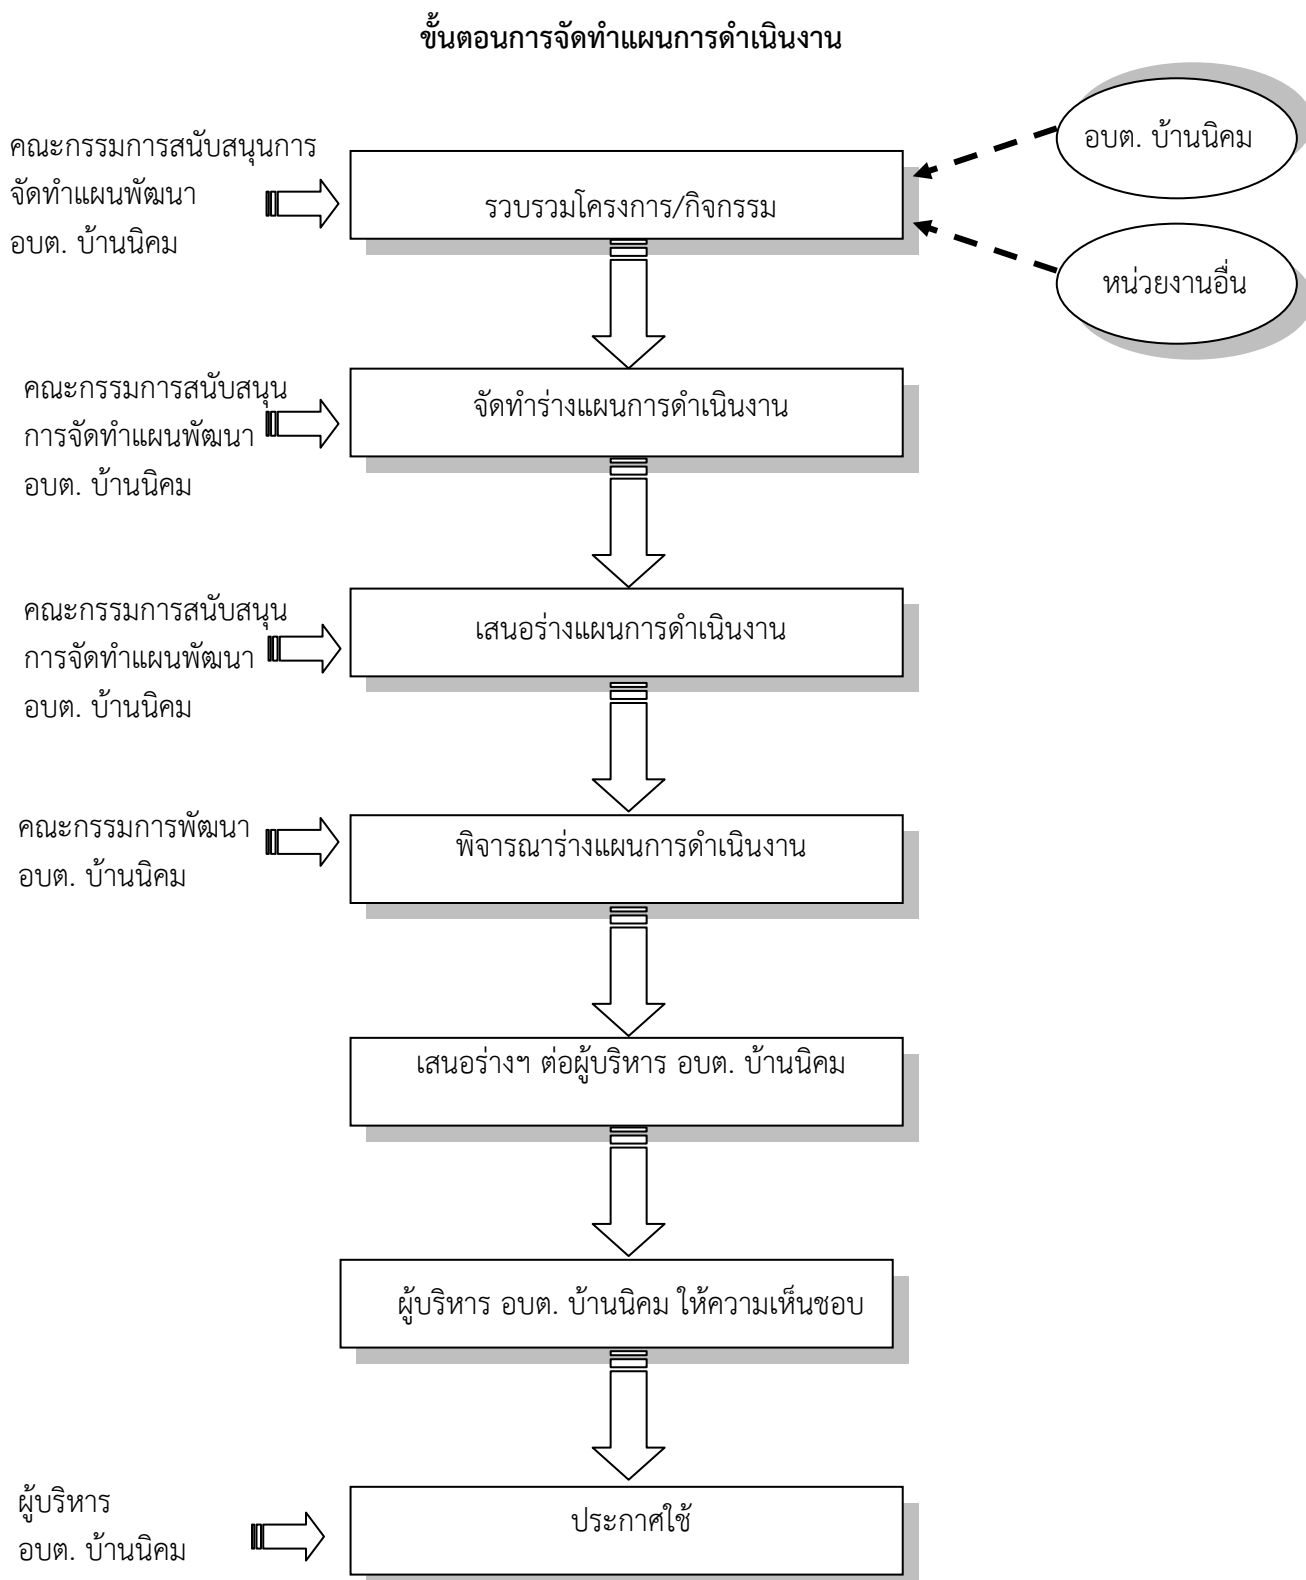 ขั้นตอนการจัดทำแผนการดำเนินงาน
คณะกรรมการสนับสนุนการ
จัดทำแผนพัฒนา
อบต. บ้านนิคม
รวบรวมโครงการ/กิจกรรม
อบต. บ้านนิคม
หน่วยงานอื่น
คณะกรรมการสนับสนุน
การจัดทำแผนพัฒนา
อบต. บ้านนิคม
จัดทำร่างแผนการดำเนินงาน
คณะกรรมการสนับสนุน
การจัดทำแผนพัฒนา
อบต. บ้านนิคม
เสนอร่างแผนการดำเนินงาน
คณะกรรมการพัฒนา
อบต. บ้านนิคม
พิจารณาร่างแผนการดำเนินงาน
เสนอร่างฯ ต่อผู้บริหาร อบต. บ้านนิคม
ผู้บริหาร อบต. บ้านนิคม ให้ความเห็นชอบ
ผู้บริหาร
อบต. บ้านนิคม
ประกาศใช้